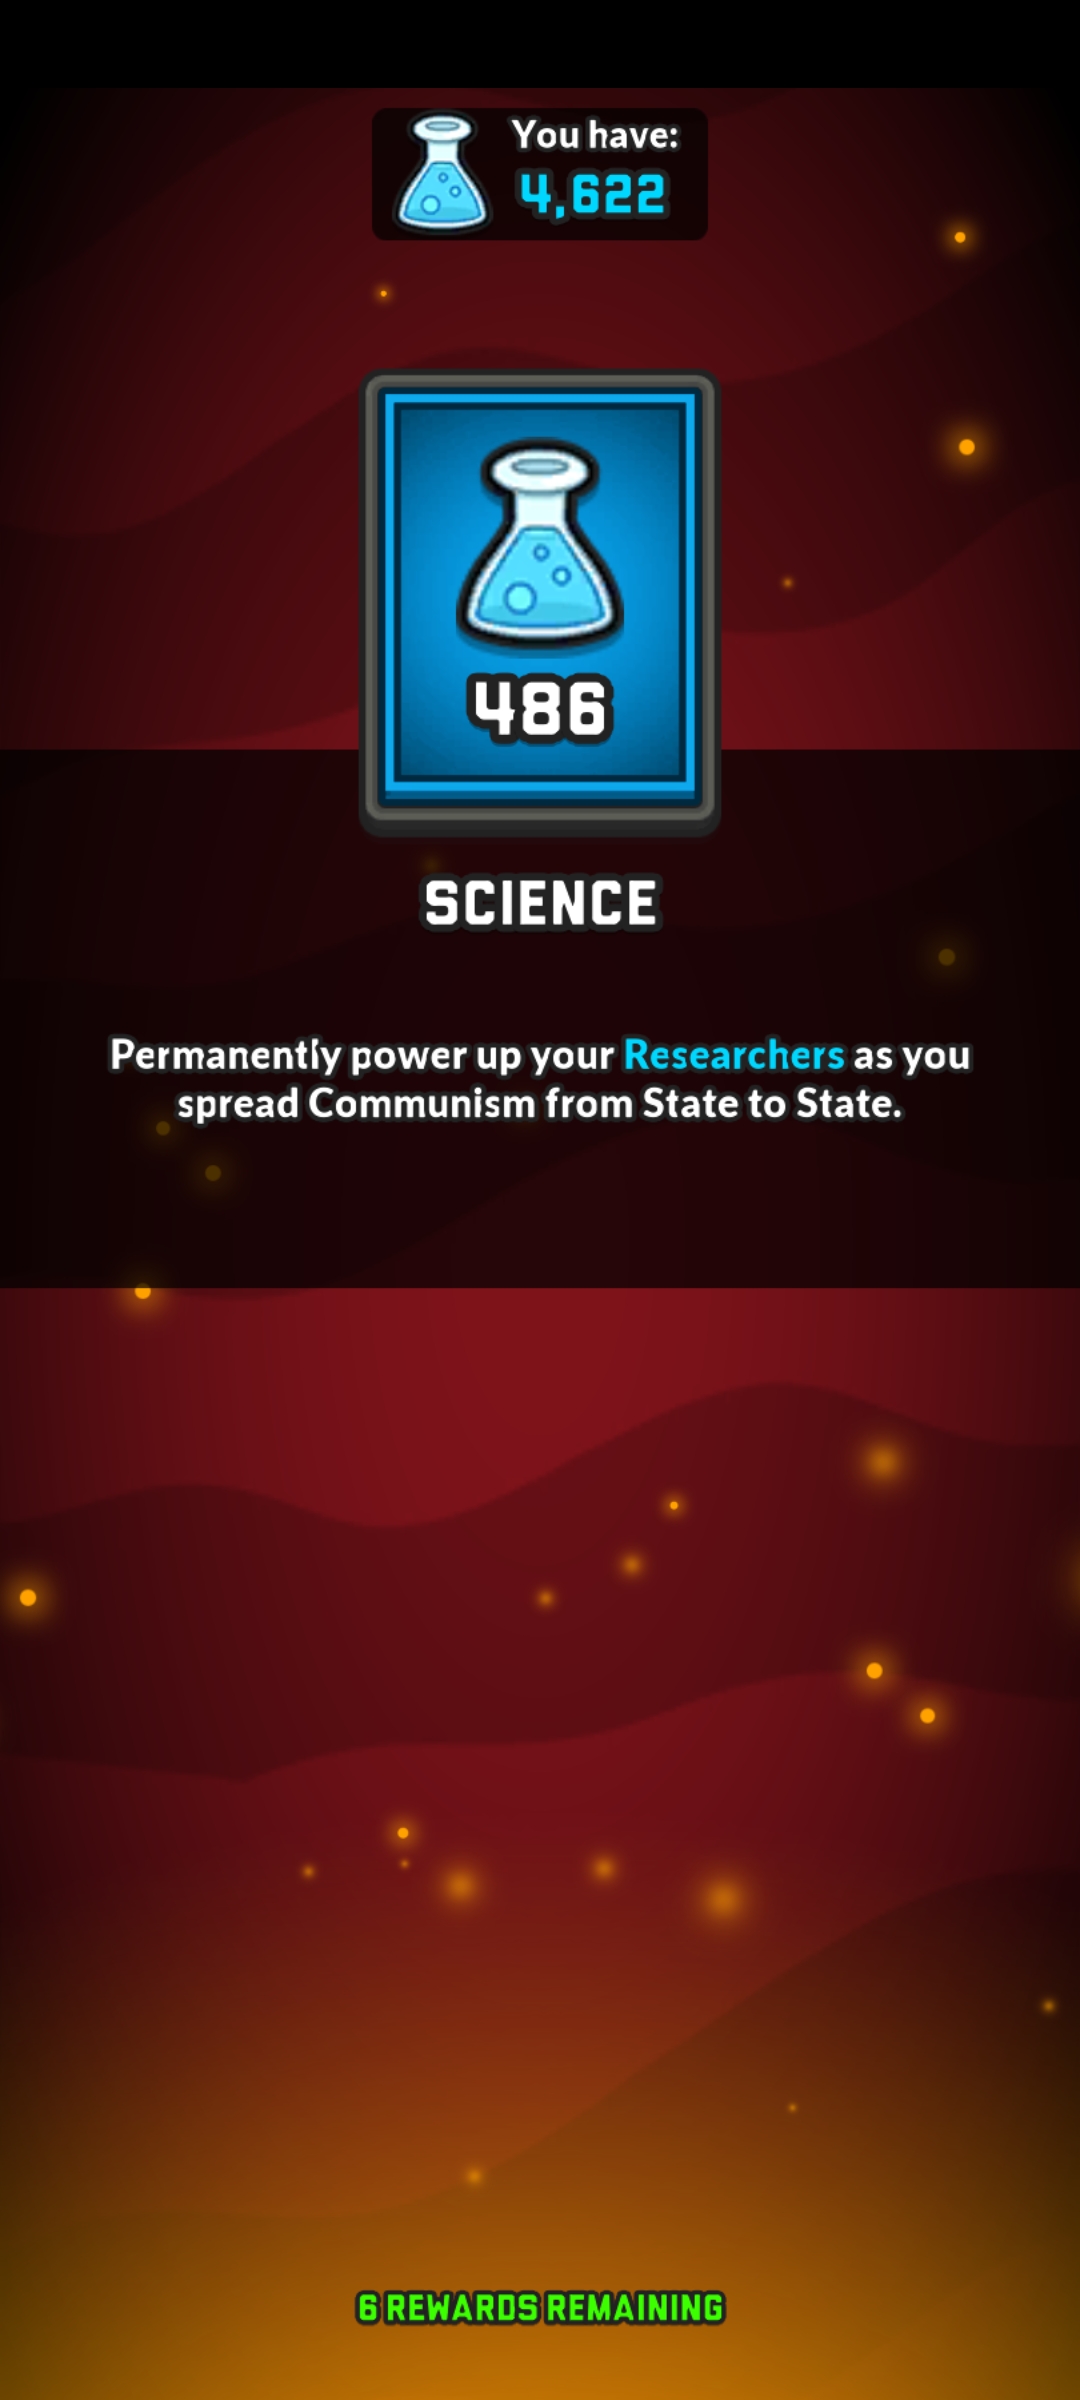 You have:
4,622
486
SCIENCE
Permanently power up your Researchers as you
spread Communism from State to State.
6 REWARDS REMAINING